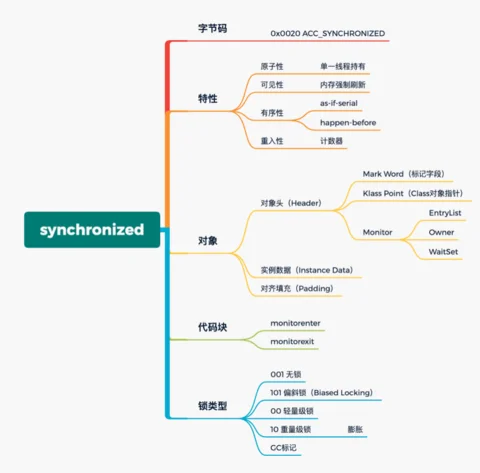 synchronized
字节码
0x0020 ACC_SYNCHRONIZED
特性
原子性
单一线程持有
可见性
内存强制刷新
有序性
as-if-serial
happen-before
重入性
计数器
对象
对象头（Header）
Mark Word（标记字段）
Klass Point（Class对象指针）
Monitor
EntryList
Owner
WaitSet
实例数据（Instance Data）
对齐填充（Padding）
代码块
monitorenter
monitorexit
锁类型
001 无锁
101 偏斜锁（Biased Locking）
00 轻量级锁
10 重量级锁
膨胀
GC标记